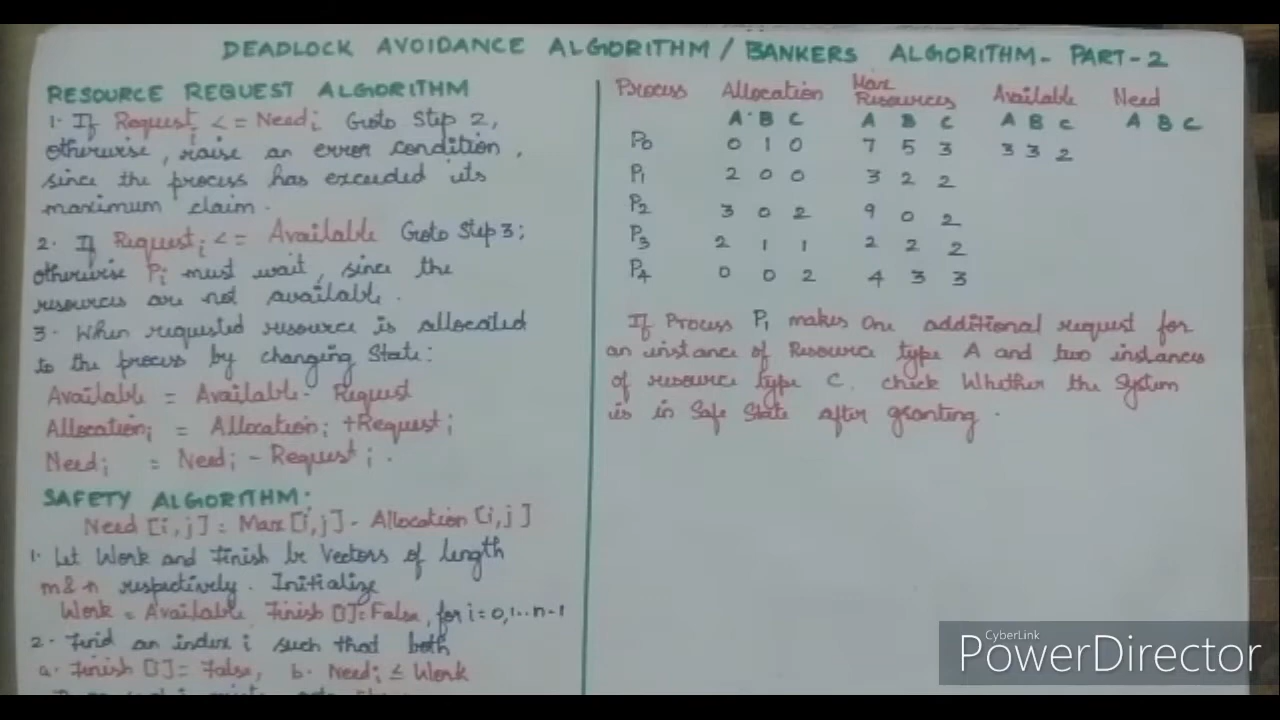 DEADLOCK AVOIDANCE ALGORITHM / BANKERS ALGORITHM- PART-2
RESOURCE REQUEST ALGORITHM
1. If Requesti <= Needi Goto Step 2,
otherwise, raise an error condition,
since the process has exceeded its
maximum claim.
2. If Requesti <= Available Goto Step 3;
otherwise Pi must wait, since the
resources are not available.
3. When requested resource is allocated
to the process by changing State:
Available = Available - Request
Allocationi = Allocationi + Requesti
Needi = Needi - Requesti.
SAFETY ALGORITHM:
Need [i,j] = Max [i,j] - Allocation [i,j]
1. Let Work and Finish be Vectors of length
m & n respectively. Initialize
Work = Available Finish []=False, for i=0,1..n-1
2. Find an index i such that both
a. Finish []= False, b. Needi ≤ Work
Process Allocation Max Resources Available Need
A B C A B C A B C A B C
P0 0 1 0 7 5 3 3 3 2
P1 2 0 0 3 2 2
P2 3 0 2 9 0 2
P3 2 1 1 2 2 2
P4 0 0 2 4 3 3
If Process P1 makes one additional request for
an instance of Resource type A and two instances
of resource type C. check Whether the System
is in Safe State after granting.
CyberLink
PowerDirector